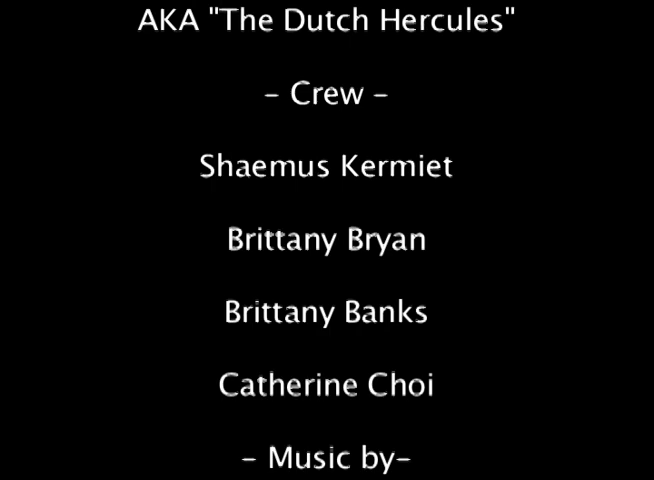 AKA "The Dutch Hercules"
- Crew -
Shaemus Kermiet
Brittany Bryan
Brittany Banks
Catherine Choi
- Music by-